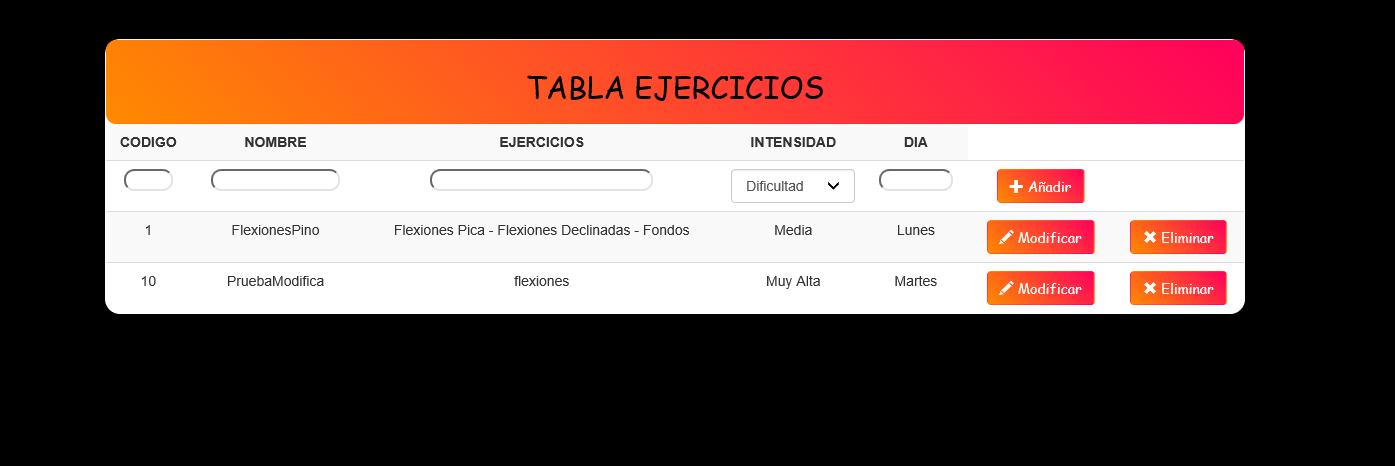 TABLA EJERCICIOS
CODIGO NOMBRE EJERCICIOS INTENSIDAD DIA
Dificultad Añadir
1 FlexionesPino Flexiones Pica - Flexiones Declinadas - Fondos Media Lunes Modificar Eliminar
10 PruebaModifica flexiones Muy Alta Martes Modificar Eliminar